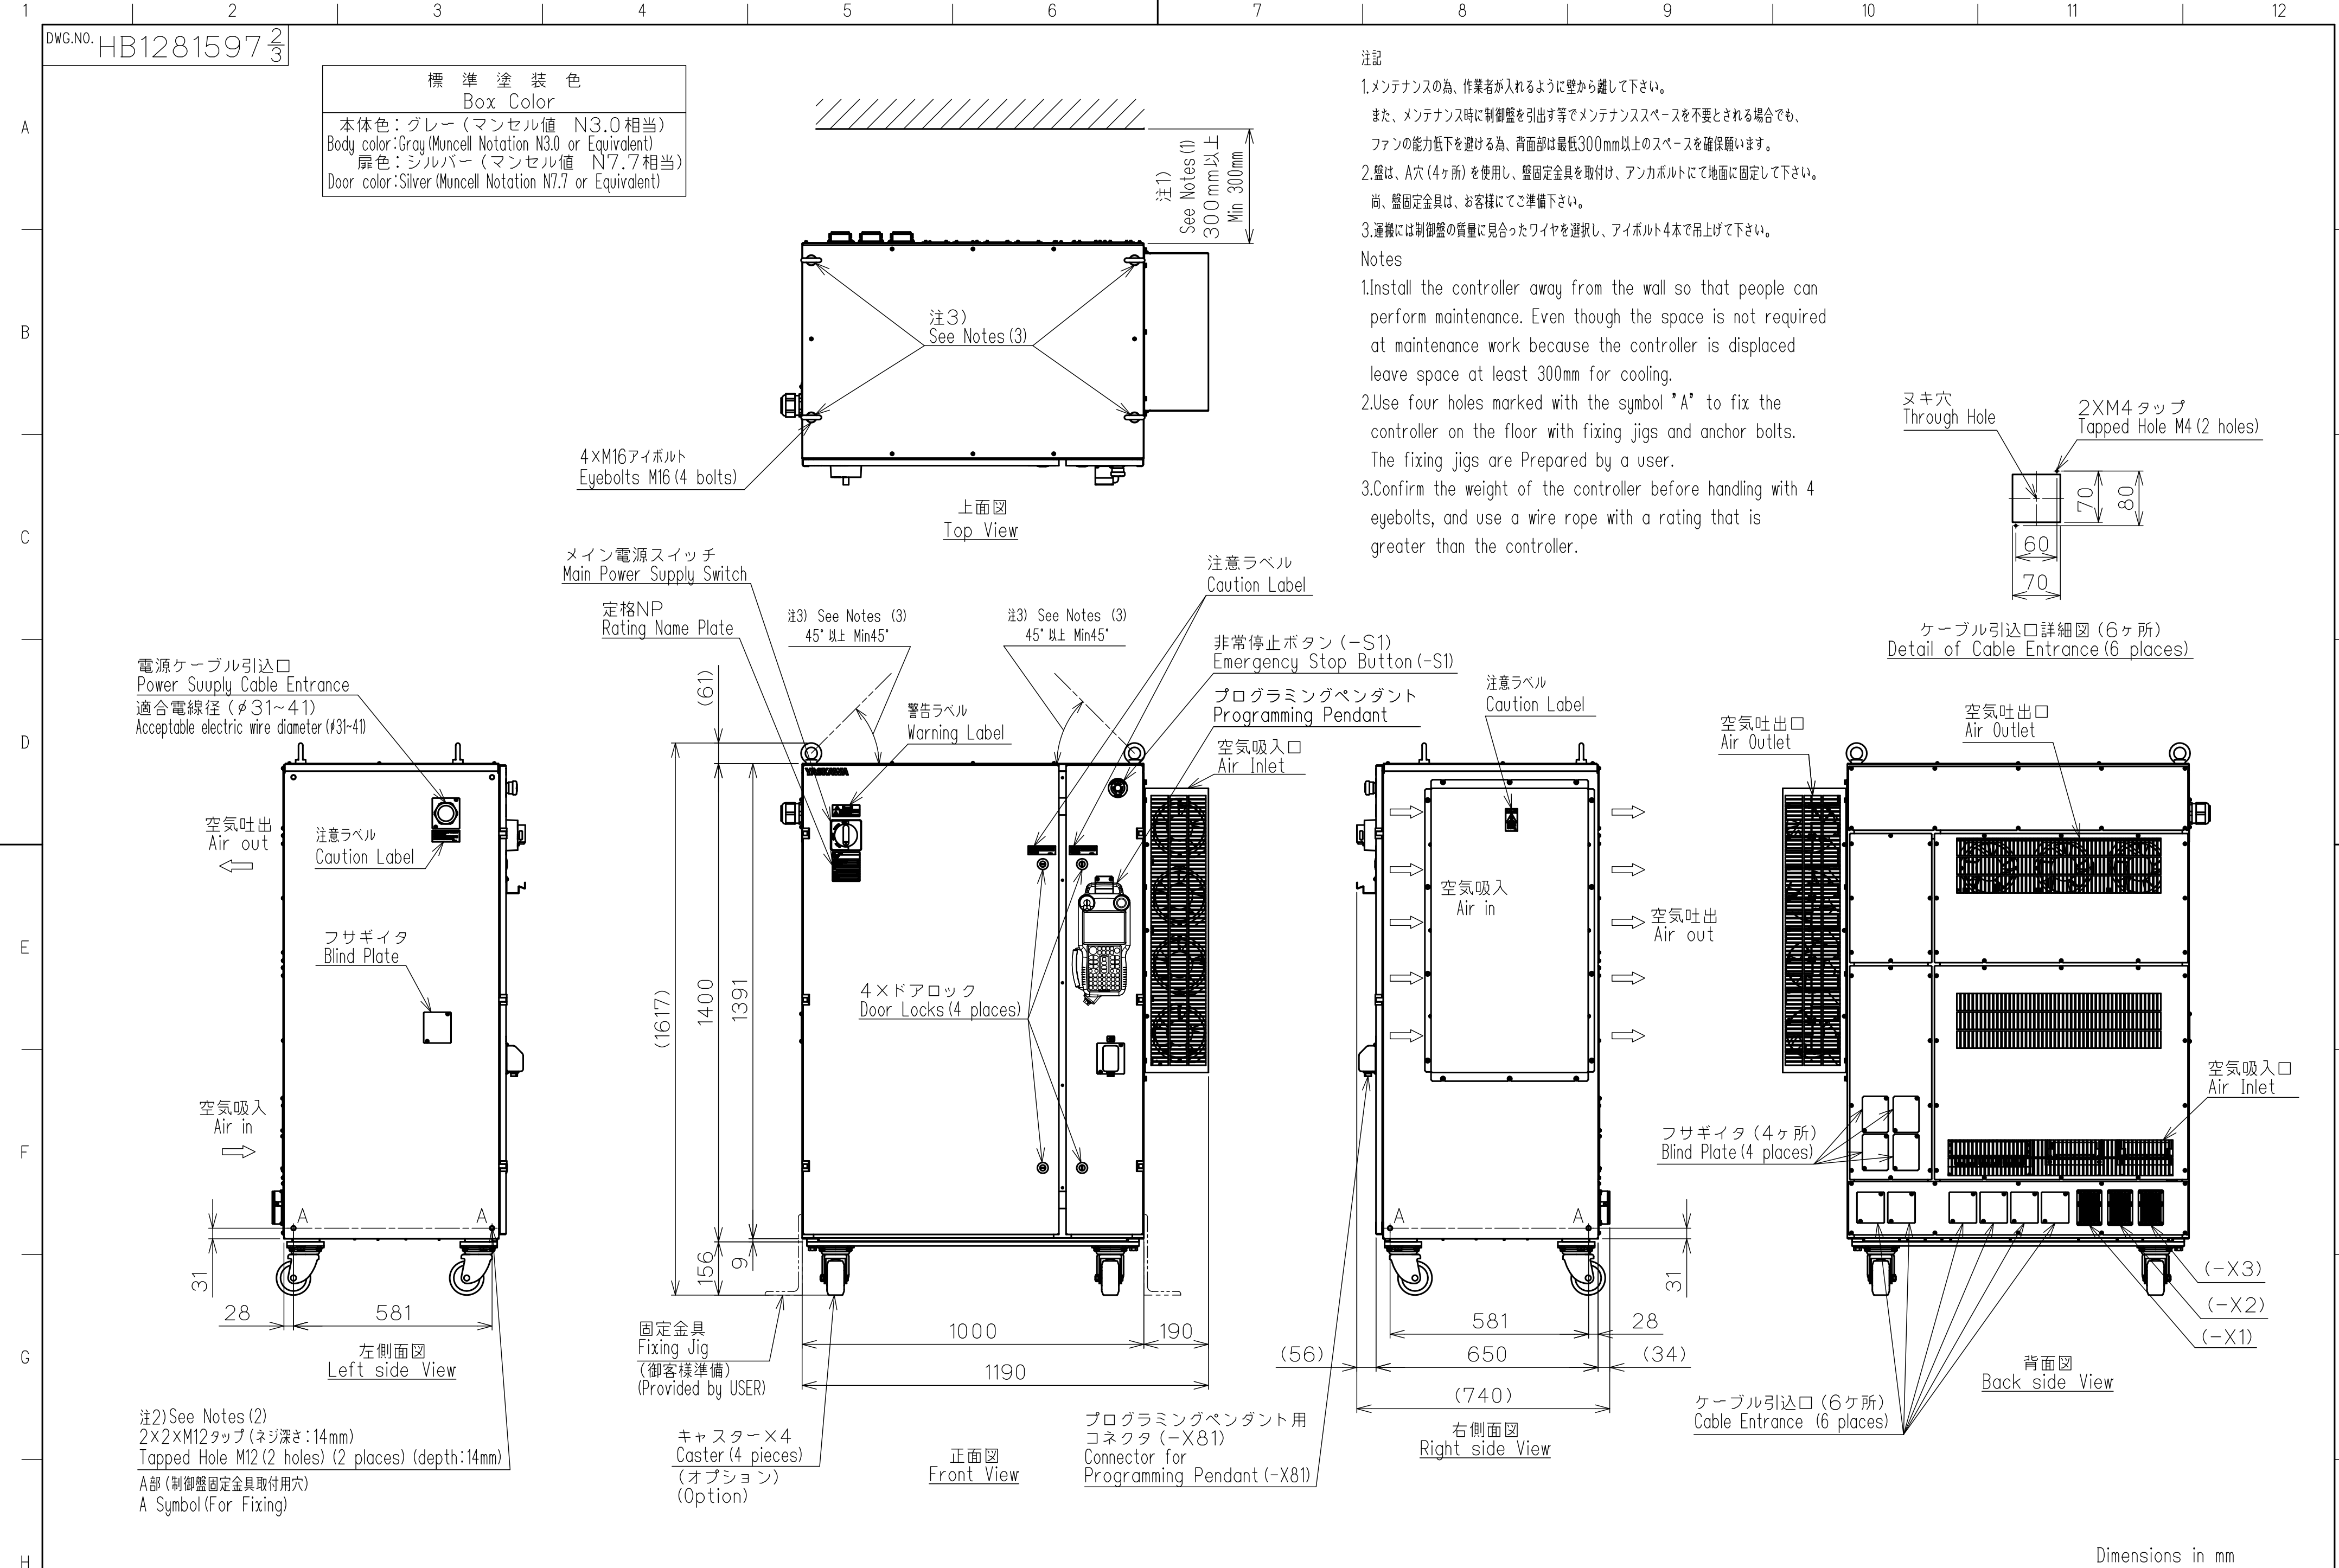 1 2 3 4 5 6 7 8 9 10 11 12
A
B
C
D
E
F
G
H
DWG.NO. HB1281597 2/3
標 準 塗 装 色
Box Color
本体色：グレー（マンセル値 N3.0相当）
Body color:Gray(Muncell Notation N3.0 or Equivalent)
扉色：シルバー（マンセル値 N7.7相当）
Door color:Silver(Muncell Notation N7.7 or Equivalent)
注1)
See Notes(1)
300mm以上
Min 300mm
注3)
See Notes(3)
4×M16アイボルト
Eyebolts M16(4 bolts)
上面図
Top View
注記
1.メンテナンスの為、作業者が入れるように壁から離して下さい。
また、メンテナンス時に制御盤を引出す等でメンテナンススペースを不要とされる場合でも、
ファンの能力低下を避ける為、背面部は最低300mm以上のスペースを確保願います。
2.盤は、A穴(4ヶ所)を使用し、盤固定金具を取付け、アンカボルトにて地面に固定して下さい。
尚、盤固定金具は、お客様にてご準備下さい。
3.運搬には制御盤の質量に見合ったワイヤを選択し、アイボルト4本で吊上げて下さい。
Notes
1.Install the controller away from the wall so that people can
perform maintenance. Even though the space is not required
at maintenance work because the controller is displaced
leave space at least 300mm for cooling.
2.Use four holes marked with the symbol "A" to fix the
controller on the floor with fixing jigs and anchor bolts.
The fixing jigs are Prepared by a user.
3.Confirm the weight of the controller before handling with 4
eyebolts, and use a wire rope with a rating that is
greater than the controller.
ヌキ穴
Through Hole
2XM4タップ
Tapped Hole M4(2 holes)
70
80
60
70
ケーブル引込口詳細図（6ヶ所）
Detail of Cable Entrance(6 places)
電源ケーブル引込口
Power Suuply Cable Entrance
適合電線径（φ31~41）
Acceptable electric wire diameter(φ31~41)
空気吐出
Air out
注意ラベル
Caution Label
フサギイタ
Blind Plate
空気吸入
Air in
A
A
31
28
581
左側面図
Left side View
注2)See Notes(2)
2×2×M12タップ(ネジ深さ:14mm)
Tapped Hole M12(2 holes) (2 places) (depth:14mm)
A部(制御盤固定金具取付用穴)
A Symbol(For Fixing)
メイン電源スイッチ
Main Power Supply Switch
定格NP
Rating Name Plate
注3) See Notes (3)
45°以上 Min45°
注3) See Notes (3)
45°以上 Min45°
注意ラベル
Caution Label
非常停止ボタン（-S1）
Emergency Stop Button(-S1)
プログラミングペンダント
Programming Pendant
空気吸入口
Air Inlet
警告ラベル
Warning Label
YASKAWA
4×ドアロック
Door Locks(4 places)
(61)
(1617)
1400
1391
156
9
1000
190
1190
固定金具
Fixing Jig
(御客様準備)
(Provided by USER)
キャスター×4
Caster(4 pieces)
(オプション)
(Option)
正面図
Front View
プログラミングペンダント用
コネクタ（-X81）
Connector for
Programming Pendant(-X81)
注意ラベル
Caution Label
空気吸入
Air in
空気吐出
Air out
A
A
31
581
28
(56)
650
(34)
(740)
右側面図
Right side View
空気吐出口
Air Outlet
空気吐出口
Air Outlet
空気吸入口
Air Inlet
フサギイタ（4ヶ所）
Blind Plate(4 places)
(-X3)
(-X2)
(-X1)
背面図
Back side View
ケーブル引込口（6ケ所）
Cable Entrance (6 places)
Dimensions in mm